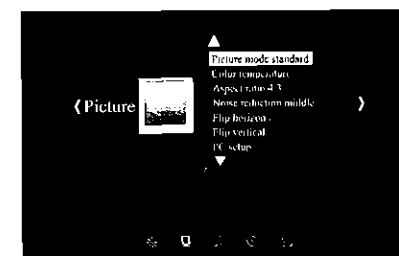 Picture
Picture mode standard
Color temperature
Aspect ratio 4:3
Noise reduction middle
Flip horizon
Flip vertical
PC setup